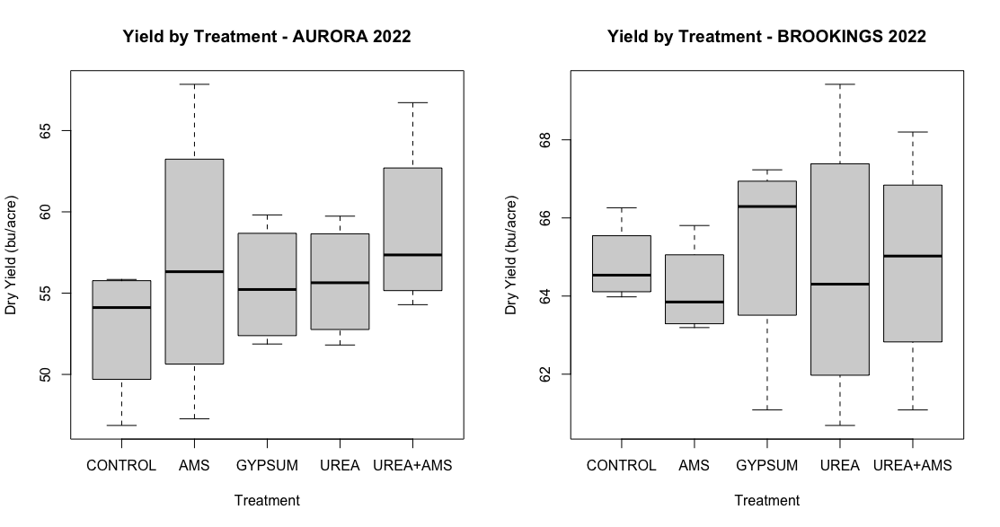 Yield by Treatment - AURORA 2022
Dry Yield (bu/acre)
65
60
55
50
CONTROL AMS GYPSUM UREA UREA+AMS
Treatment
Yield by Treatment - BROOKINGS 2022
Dry Yield (bu/acre)
68
66
64
62
CONTROL AMS GYPSUM UREA UREA+AMS
Treatment